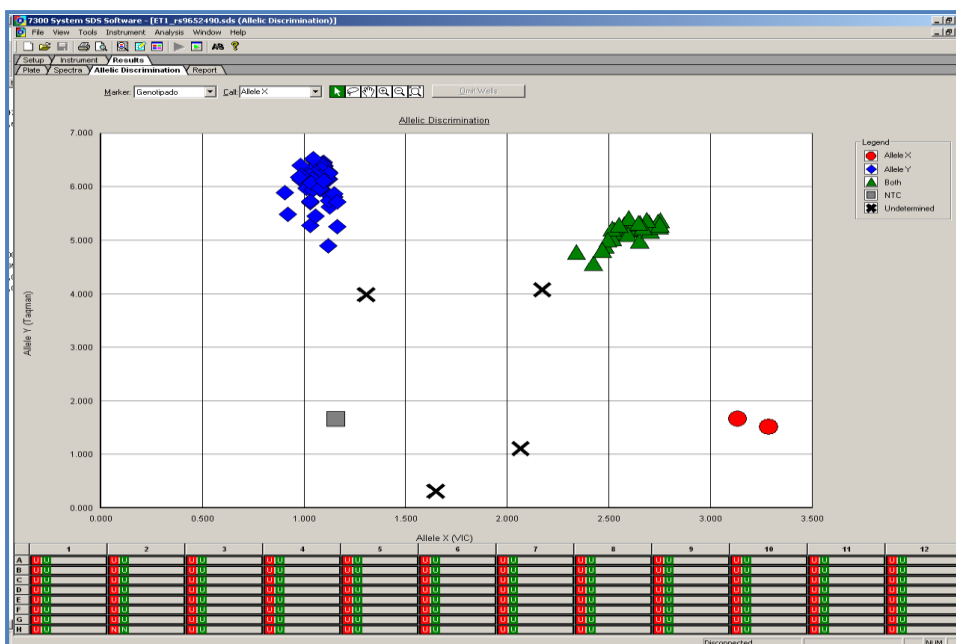 7300 System SDS Software - [ET1_rs9652490.sds (Allelic Discrimination)]
File View Tools Instrument Analysis Window Help
Setup Instrument Results
Plate Spectra Allelic Discrimination Report
Marker: Genotipado Call: Allele X Omit Wells
Allelic Discrimination
Legend
Allele X
Allele Y
Both
NTC
Undetermined
7.000
6.000
5.000
4.000
3.000
2.000
1.000
0.000
Allele Y (Taqman)
0.000 0.500 1.000 1.500 2.000 2.500 3.000 3.500
Allele X (VIC)
1 2 3 4 5 6 7 8 9 10 11 12
A U U U U U U U U U U U U U U U U U U U U U U U U
B U U U U U U U U U U U U U U U U U U U U U U U U
C U U U U U U U U U U U U U U U U U U U U U U U U
D U U U U U U U U U U U U U U U U U U U U U U U U
E U U U U U U U U U U U U U U U U U U U U U U U U
F U U U U U U U U U U U U U U U U U U U U U U U U
G U U U U U U U U U U U U U U U U U U U U U U U U
H U U N N U U U U U U U U U U U U U U U U U U U U
Disconnected NUM